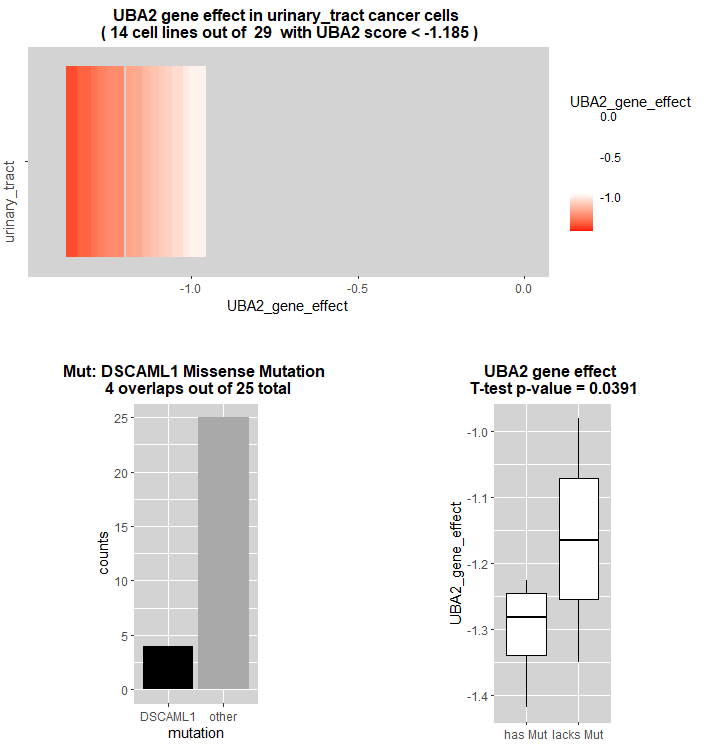 UBA2 gene effect in urinary_tract cancer cells
( 14 cell lines out of 29 with UBA2 score < -1.185 )
urinary_tract
-1.0
-0.5
0.0
UBA2_gene_effect
UBA2_gene_effect
0.0
-0.5
-1.0
Mut: DSCAML1 Missense Mutation
4 overlaps out of 25 total
counts
25
20
15
10
5
0
DSCAML1
other
mutation
UBA2 gene effect
T-test p-value = 0.0391
UBA2_gene_effect
-1.0
-1.1
-1.2
-1.3
-1.4
has Mut
lacks Mut